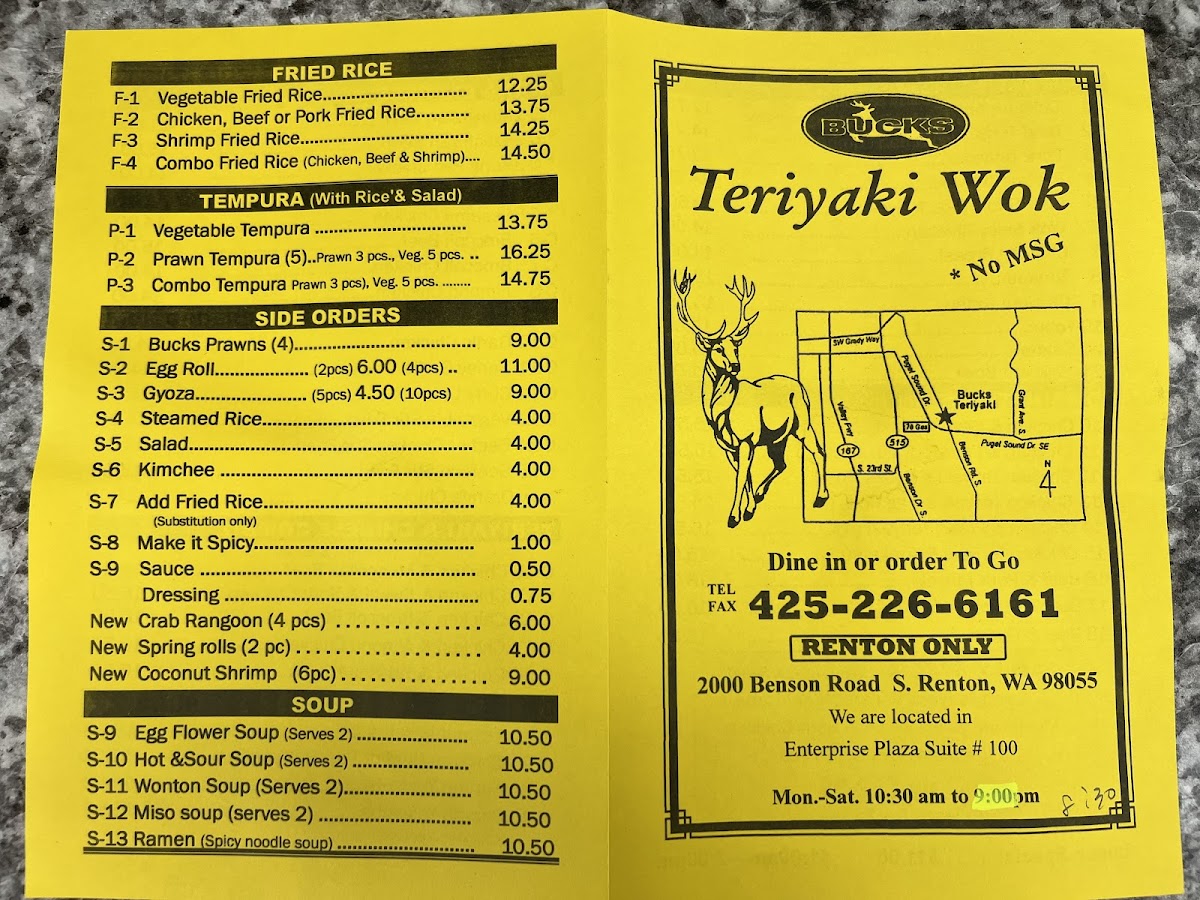 FRIED RICE
F-1 Vegetable Fried Rice............................. 12.25
F-2 Chicken, Beef or Pork Fried Rice........... 13.75
F-3 Shrimp Fried Rice................................... 14.25
F-4 Combo Fried Rice (Chicken, Beef & Shrimp).... 14.50
TEMPURA (With Rice'& Salad)
P-1 Vegetable Tempura ............................... 13.75
P-2 Prawn Tempura (5)..Prawn 3 pcs., Veg. 5 pcs. .. 16.25
P-3 Combo Tempura Prawn 3 pcs), Veg. 5 pcs. ........ 14.75
SIDE ORDERS
S-1 Bucks Prawns (4)...................... ............. 9.00
S-2 Egg Roll................... (2pcs) 6.00 (4pcs) .. 11.00
S-3 Gyoza....................... (5pcs) 4.50 (10pcs) 9.00
S-4 Steamed Rice........................................... 4.00
S-5 Salad......................................................... 4.00
S-6 Kimchee .................................................... 4.00
S-7 Add Fried Rice........................................... 4.00
(Substitution only)
S-8 Make it Spicy............................................. 1.00
S-9 Sauce ........................................................ 0.50
Dressing .................................................... 0.75
New Crab Rangoon (4 pcs) . . . . . . . . . . . . . . . 6.00
New Spring rolls (2 pc) . . . . . . . . . . . . . . . . . . . 4.00
New Coconut Shrimp (6pc) . . . . . . . . . . . . . . . 9.00
SOUP
S-9 Egg Flower Soup (Serves 2) ....................... 10.50
S-10 Hot &Sour Soup (Serves 2) ........................ 10.50
S-11 Wonton Soup (Serves 2).......................... 10.50
S-12 Miso soup (serves 2) ............................... 10.50
S-13 Ramen (Spicy noodle soup) ............................ 10.50
BUCKS
Teriyaki Wok
* No MSG
SW Grady Way
Puget Sound Dr.
Bucks
Teriyaki
Grant Ave. S
Valley Fwy
76 Gas
167
515
Puget Sound Dr. SE
S. 23rd St.
Benson Dr S.
Benson Rd. S
N
4
Dine in or order To Go
TEL
FAX 425-226-6161
RENTON ONLY
2000 Benson Road S. Renton, WA 98055
We are located in
Enterprise Plaza Suite # 100
Mon.-Sat. 10:30 am to 9:00pm 8:30